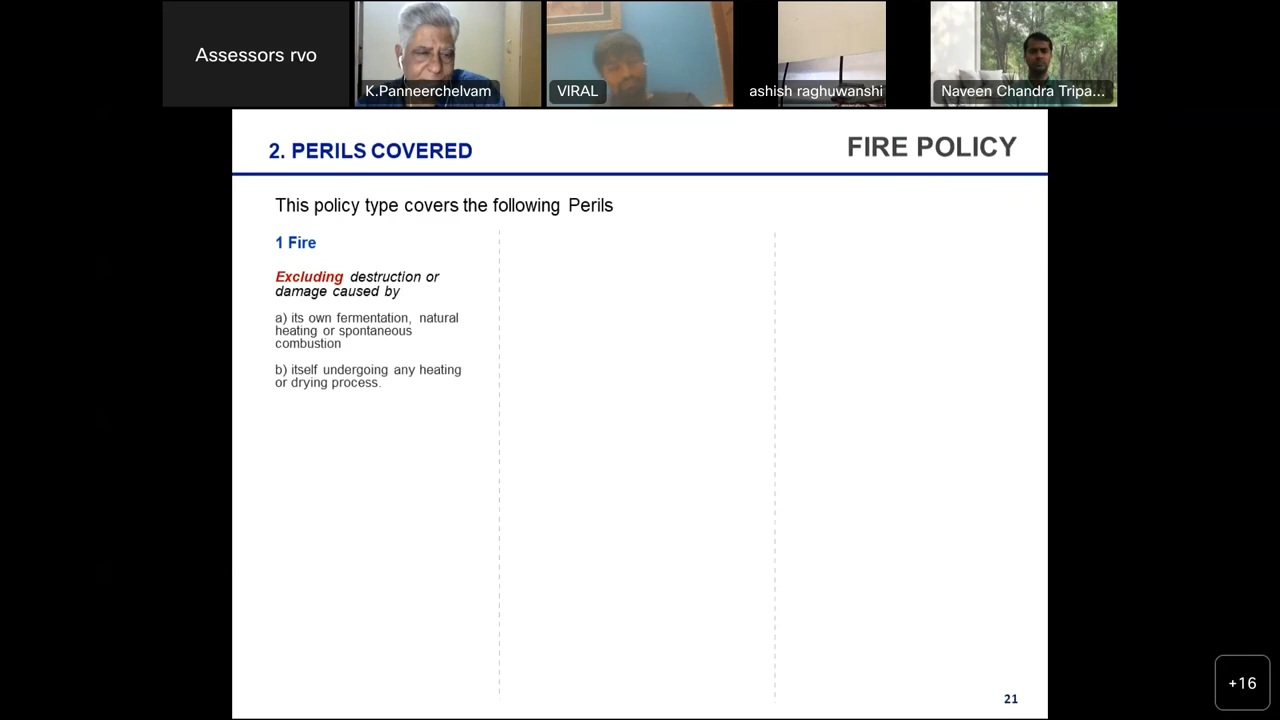 Assessors rvo
K.Panneerchelvam
VIRAL
ashish raghuwanshi
Naveen Chandra Tripa...
2. PERILS COVERED
FIRE POLICY
This policy type covers the following Perils
1 Fire
Excluding destruction or
damage caused by
a) its own fermentation, natural
heating or spontaneous
combustion
b) itself undergoing any heating
or drying process.
21
+16